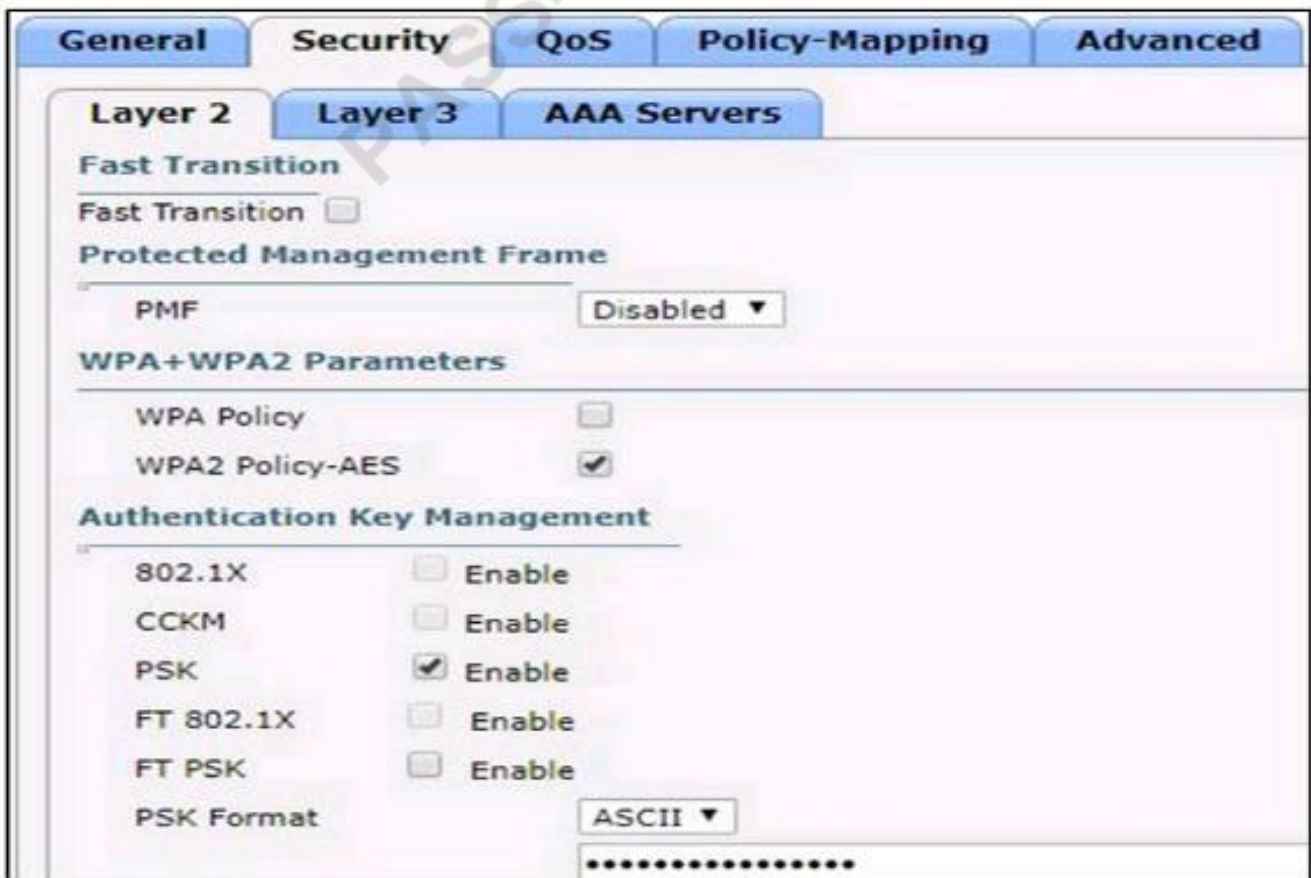 General Security QoS Policy-Mapping Advanced
Layer 2 Layer 3 AAA Servers
Fast Transition
Fast Transition
Protected Management Frame
PMF Disabled
WPA+WPA2 Parameters
WPA Policy
WPA2 Policy-AES
Authentication Key Management
802.1X Enable
CCKM Enable
PSK Enable
FT 802.1X Enable
FT PSK Enable
PSK Format ASCII
••••••••••••••••